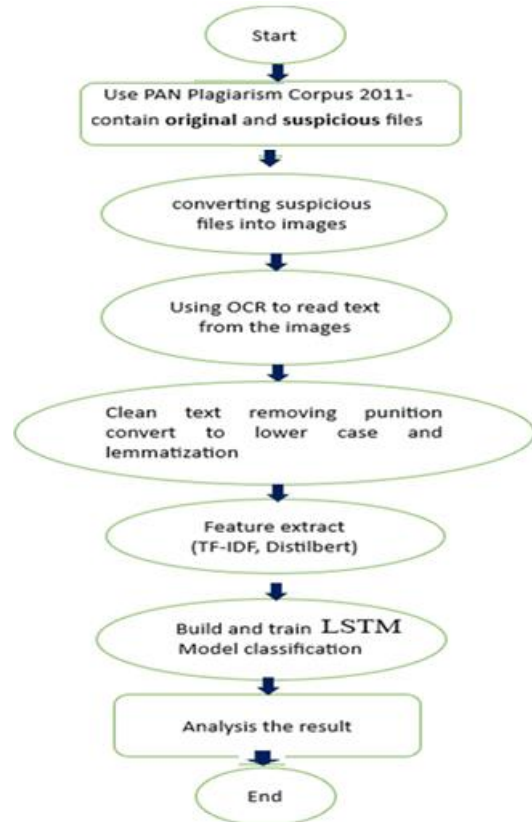 Start
Use PAN Plagiarism Corpus 2011-
contain original and suspicious files
converting suspicious
files into images
Using OCR to read text
from the images
Clean text removing punition
convert to lower case and
lemmatization
Feature extract
(TF-IDF, Distilbert)
Build and train LSTM
Model classification
Analysis the result
End